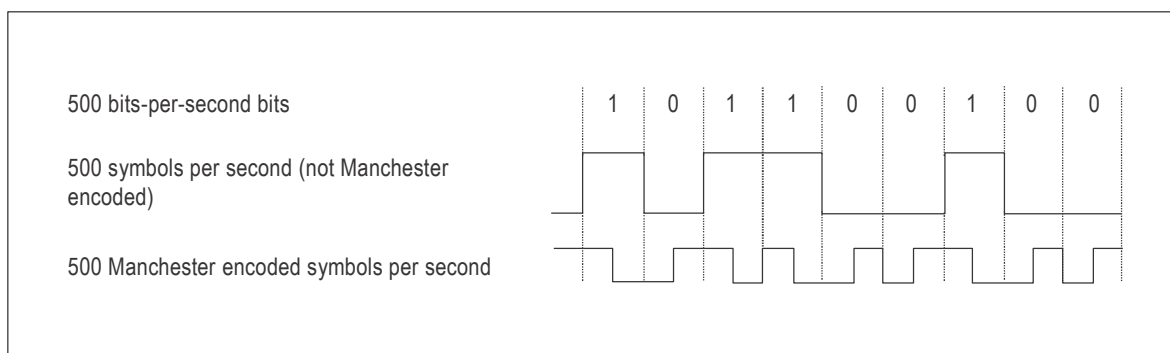 500 bits-per-second bits 1 0 1 1 0 0 1 0 0
500 symbols per second (not Manchester
encoded)
500 Manchester encoded symbols per second